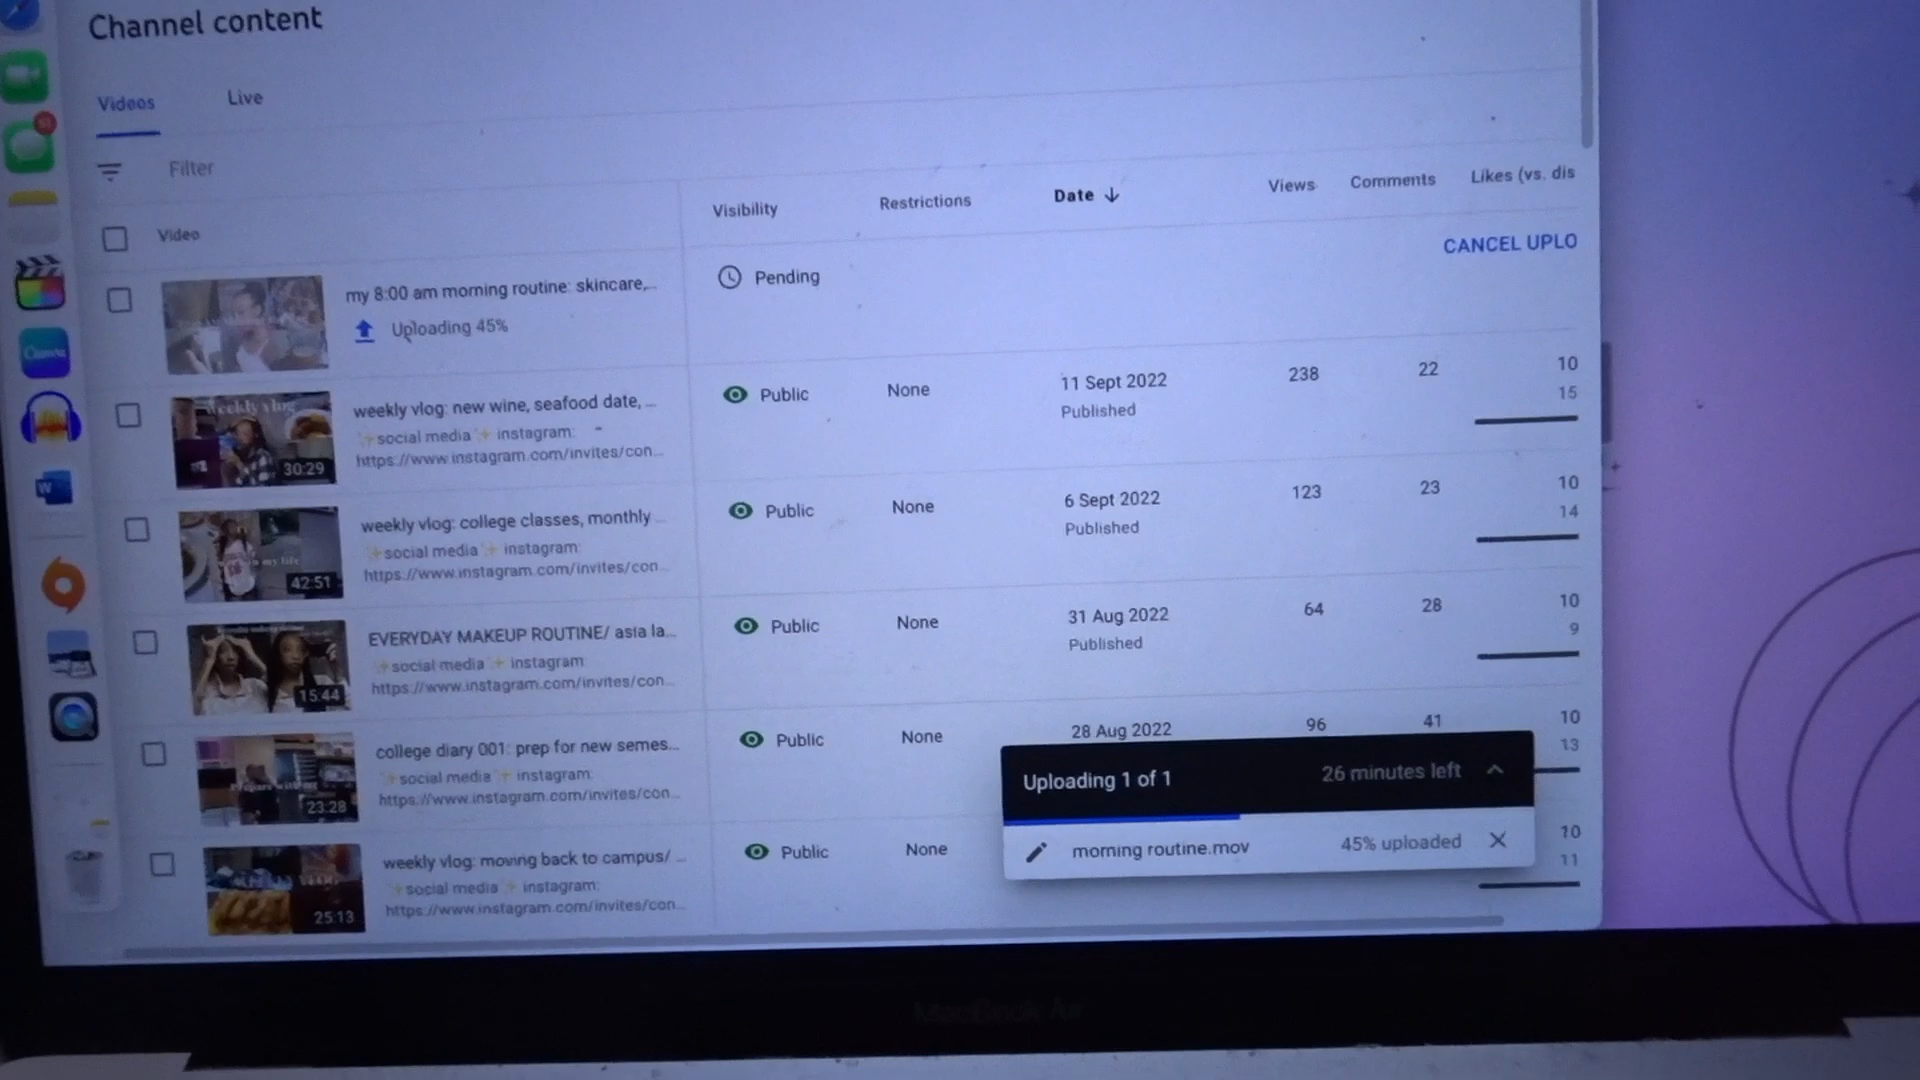 Channel content
Videos
Live
Filter
Video
Visibility
Restrictions
Date ↓
Views
Comments
Likes (vs. dis
my 8:00 am morning routine: skincare,...
Uploading 45%
Pending
CANCEL UPLO
30:29
weekly vlog: new wine, seafood date, ...
✨social media✨ instagram:
https://www.instagram.com/invites/con...
Public
None
11 Sept 2022
Published
238
22
10
15
42:51
weekly vlog: college classes, monthly ...
✨social media✨ instagram:
https://www.instagram.com/invites/con...
Public
None
6 Sept 2022
Published
123
23
10
14
15:44
EVERYDAY MAKEUP ROUTINE/ asia la...
✨social media✨ instagram:
https://www.instagram.com/invites/con...
Public
None
31 Aug 2022
Published
64
28
10
9
23:28
college diary 001: prep for new semes...
✨social media✨ instagram:
https://www.instagram.com/invites/con...
Public
None
28 Aug 2022
96
41
10
13
25:13
weekly vlog: moving back to campus/ ...
✨social media✨ instagram:
https://www.instagram.com/invites/con...
Public
None
10
11
Uploading 1 of 1
26 minutes left
morning routine.mov
45% uploaded
MacBook Air